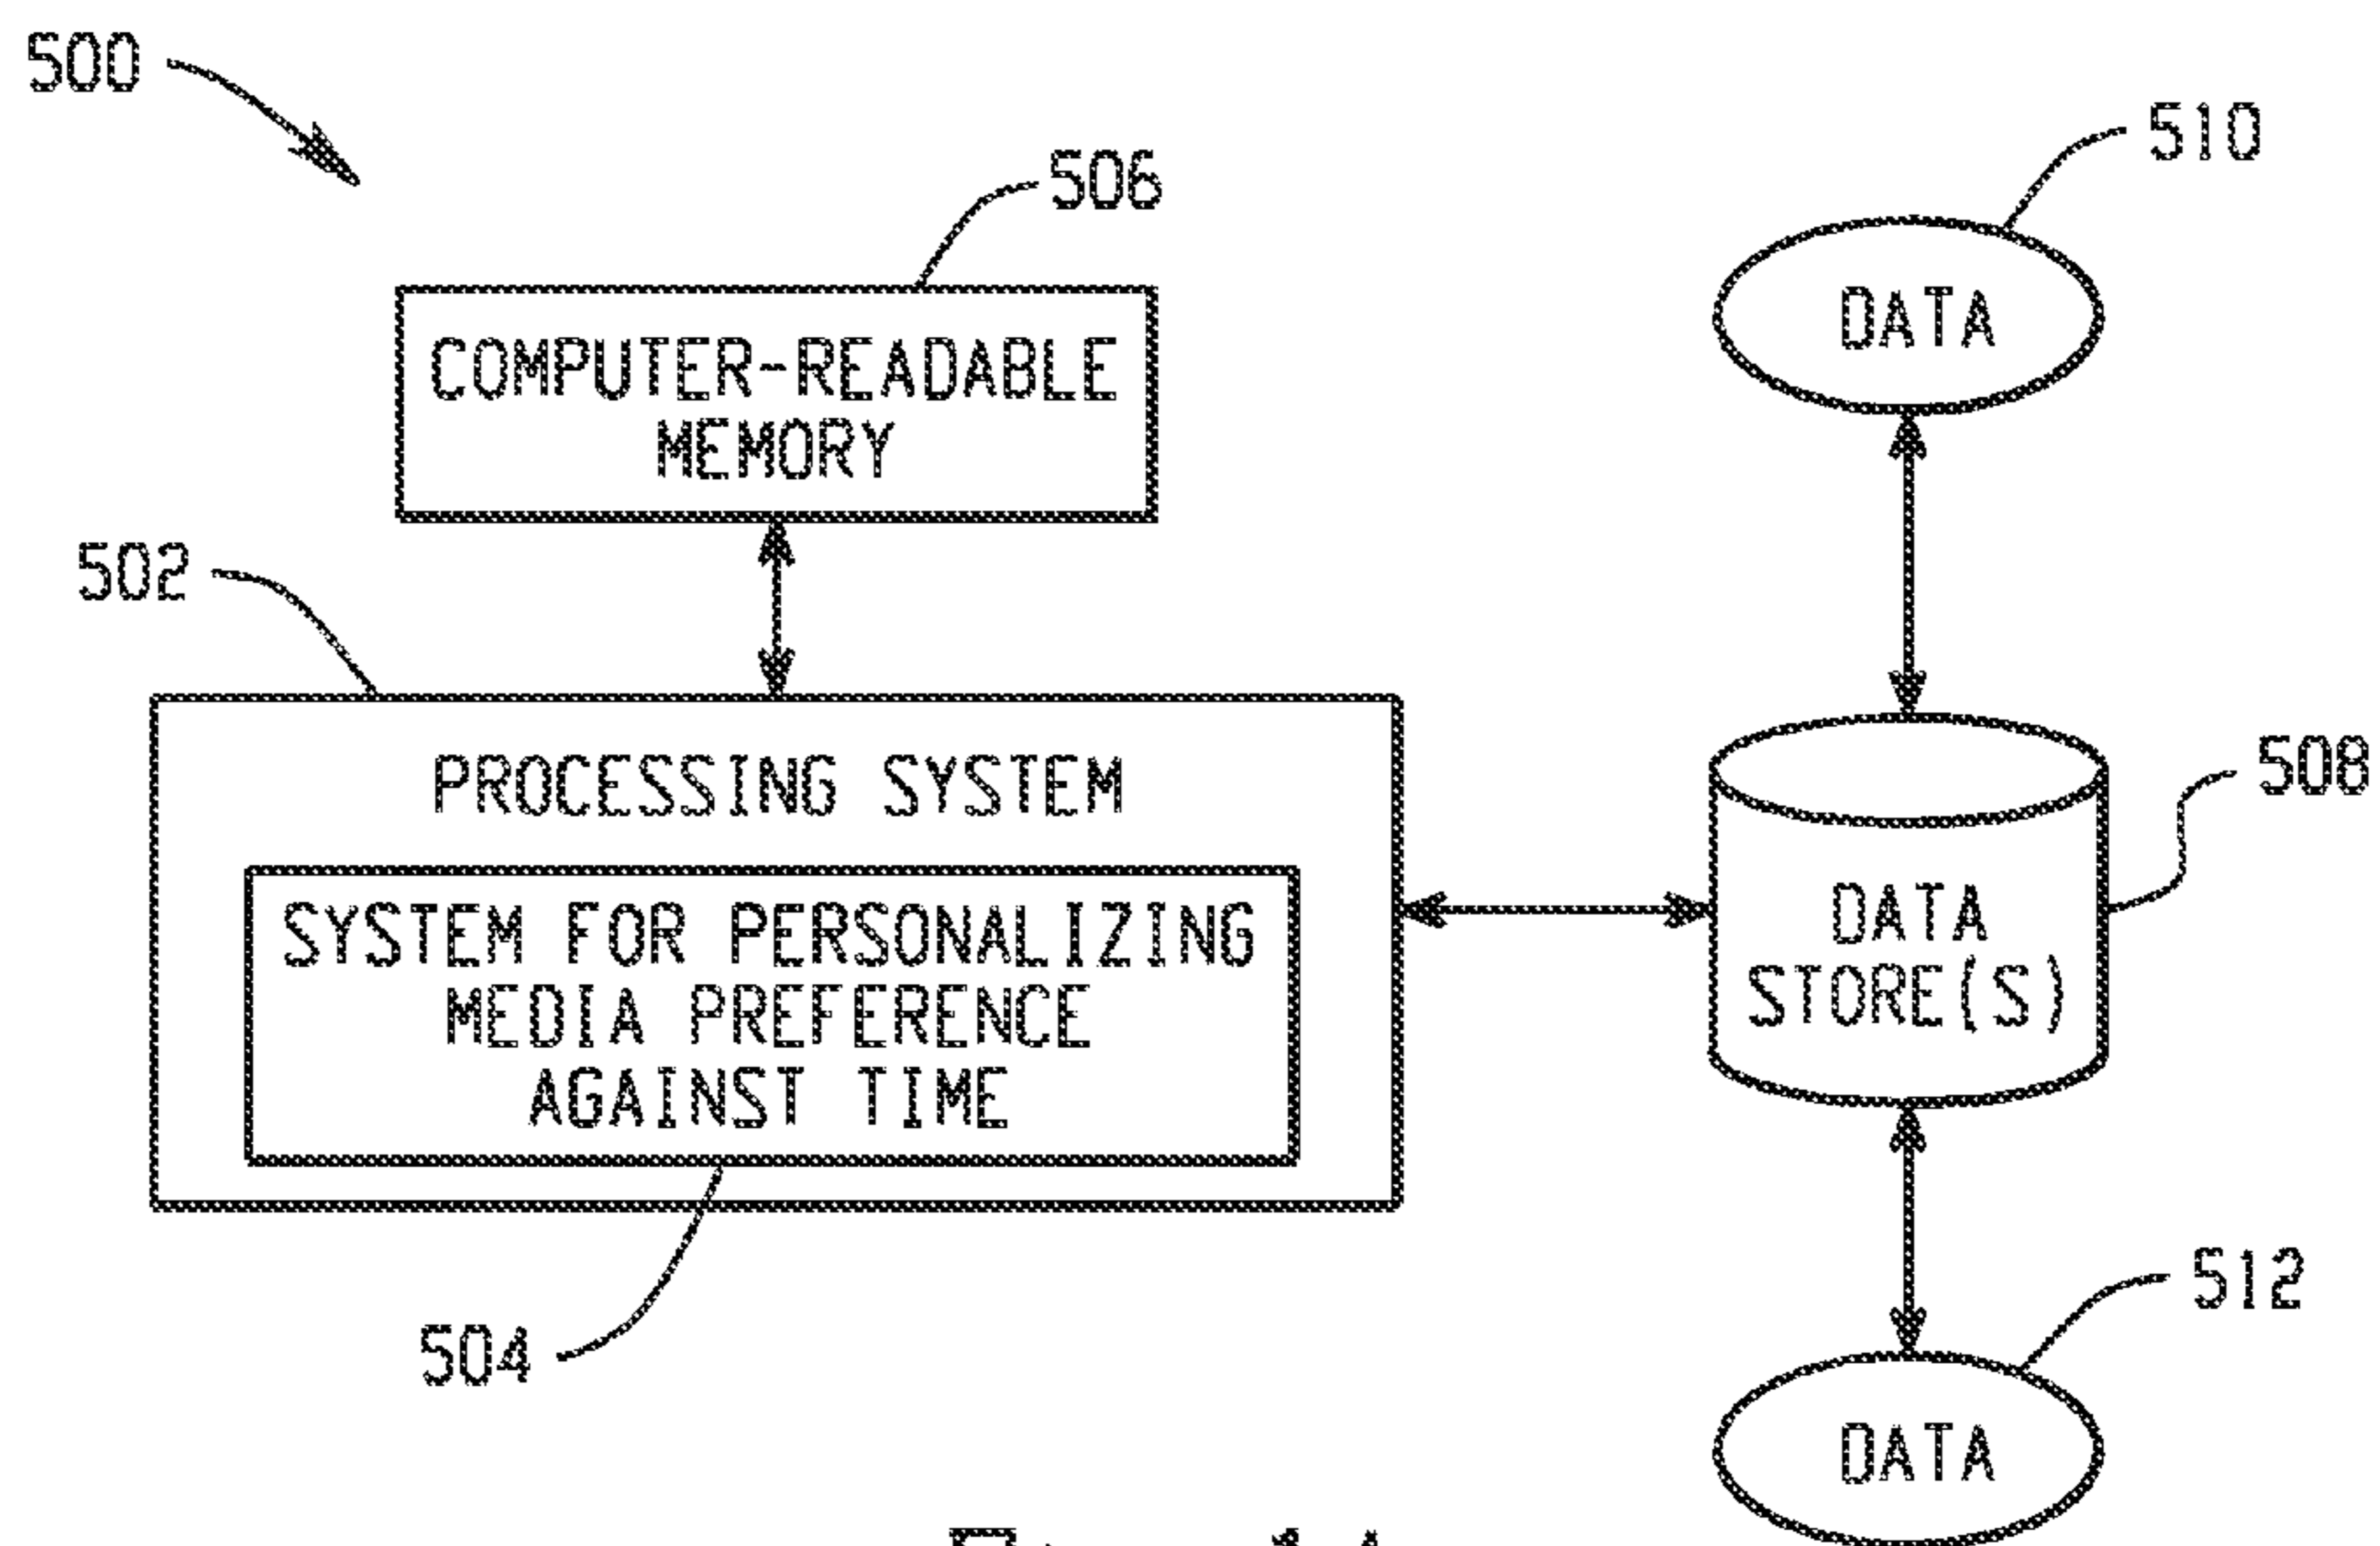 500
510
506
DATA
COMPUTER-READABLE
MEMORY
502
PROCESSING SYSTEM
508
SYSTEM FOR PERSONALIZING
MEDIA PREFERENCE
AGAINST TIME
DATA
STORE(S)
504
512
DATA